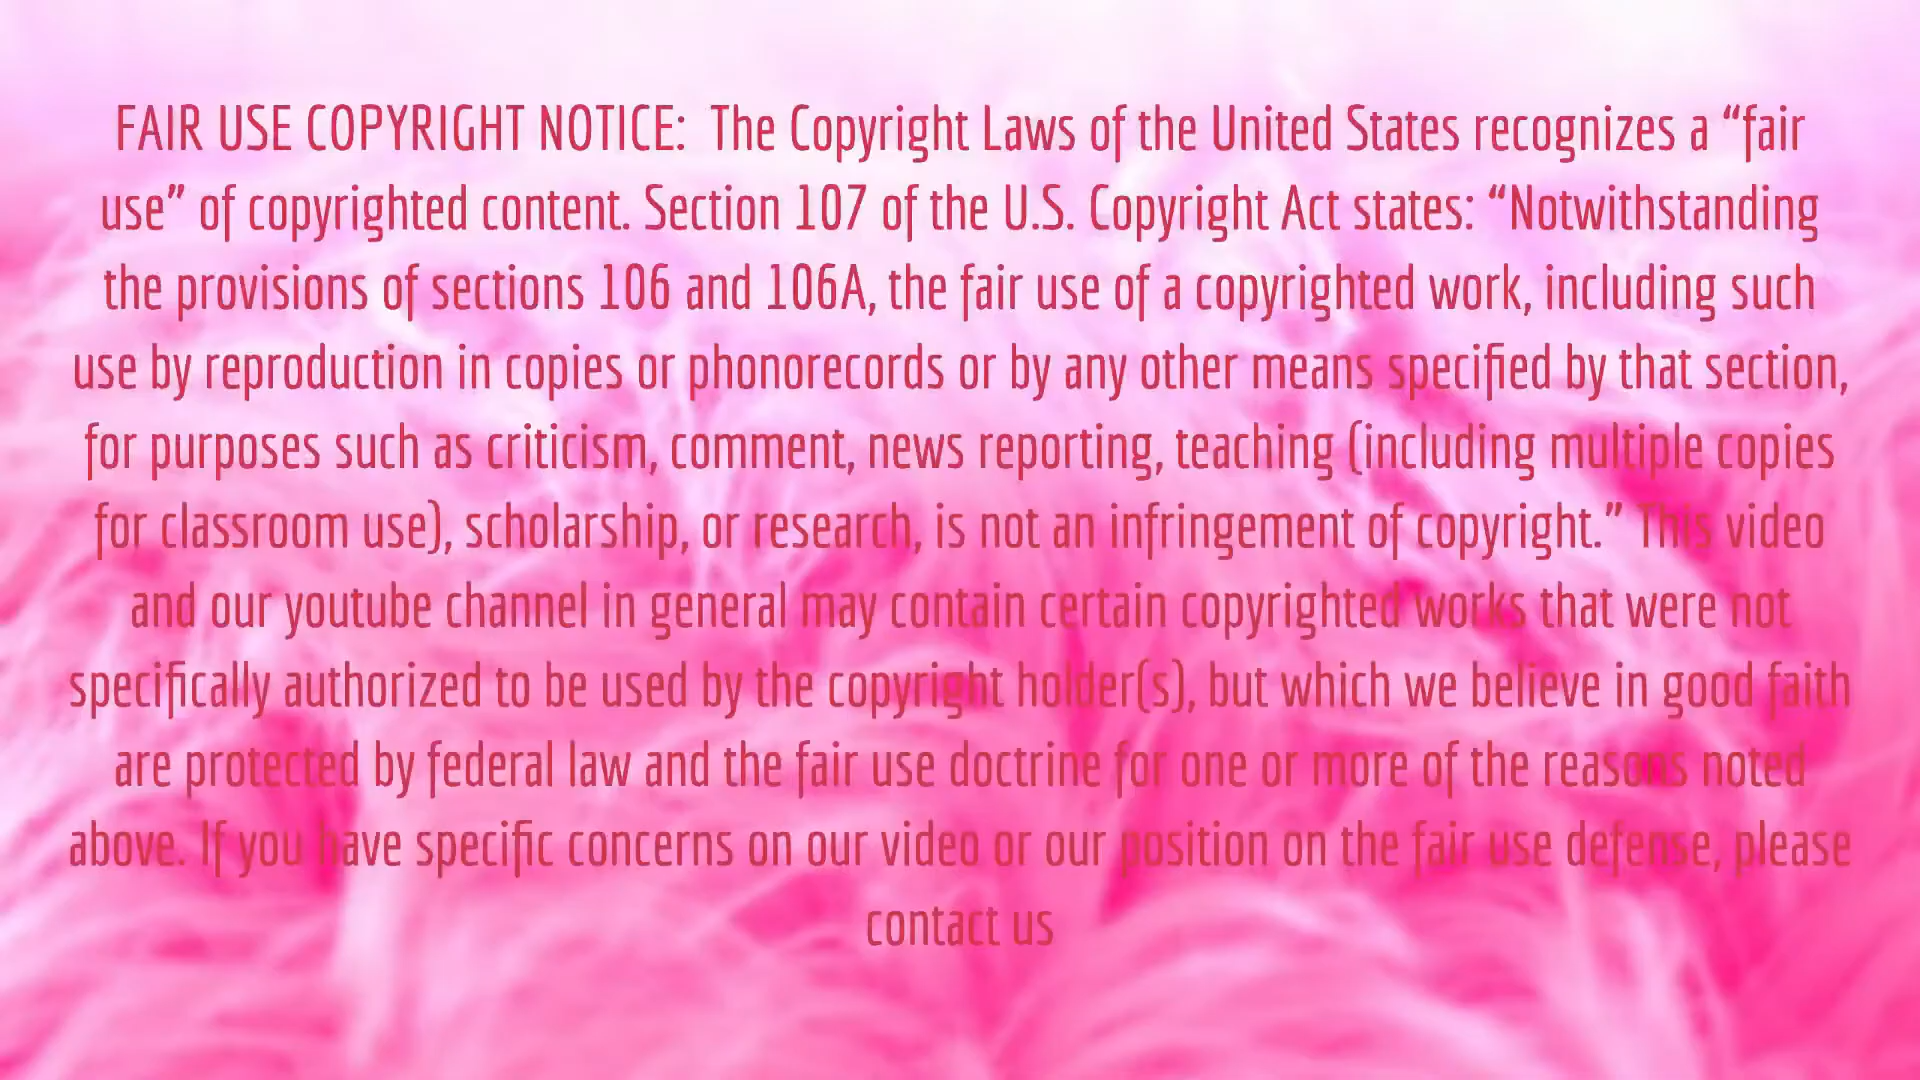 FAIR USE COPYRIGHT NOTICE:  The Copyright Laws of the United States recognizes a “fair
use” of copyrighted content. Section 107 of the U.S. Copyright Act states: “Notwithstanding
the provisions of sections 106 and 106A, the fair use of a copyrighted work, including such
use by reproduction in copies or phonorecords or by any other means specified by that section,
for purposes such as criticism, comment, news reporting, teaching (including multiple copies
for classroom use), scholarship, or research, is not an infringement of copyright.” This video
and our youtube channel in general may contain certain copyrighted works that were not
specifically authorized to be used by the copyright holder(s), but which we believe in good faith
are protected by federal law and the fair use doctrine for one or more of the reasons noted
above. If you have specific concerns on our video or our position on the fair use defense, please
contact us